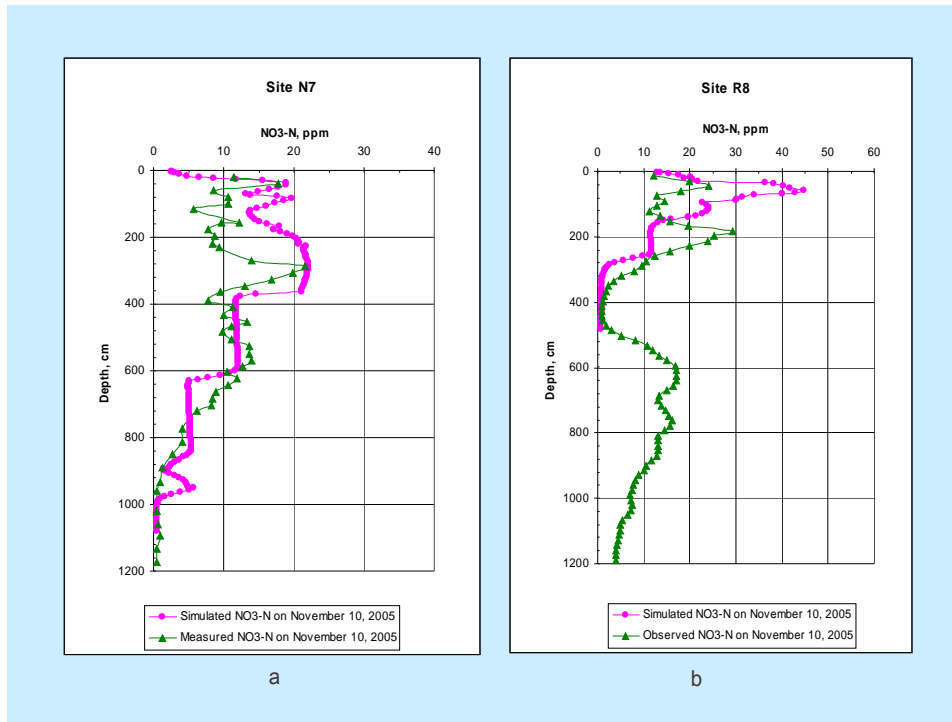 Site N7
NO3-N, ppm
0 10 20 30 40
0
200
400
600
800
1000
1200
Depth, cm
Simulated NO3-N on November 10, 2005
Measured NO3-N on November 10, 2005
a
Site R8
NO3-N, ppm
0 10 20 30 40 50 60
0
200
400
600
800
1000
1200
Depth, cm
Simulated NO3-N on November 10, 2005
Observed NO3-N on November 10, 2005
b